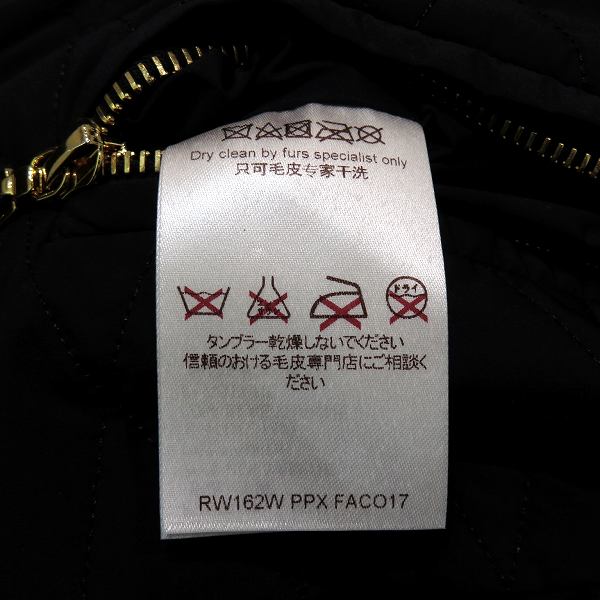 Dry clean by furs specialist only
只可毛皮专家干洗
ドライ
タンブラー乾燥しないでください
信頼のおける毛皮専門店にご相談く
ださい
RW162W PPX FACO17